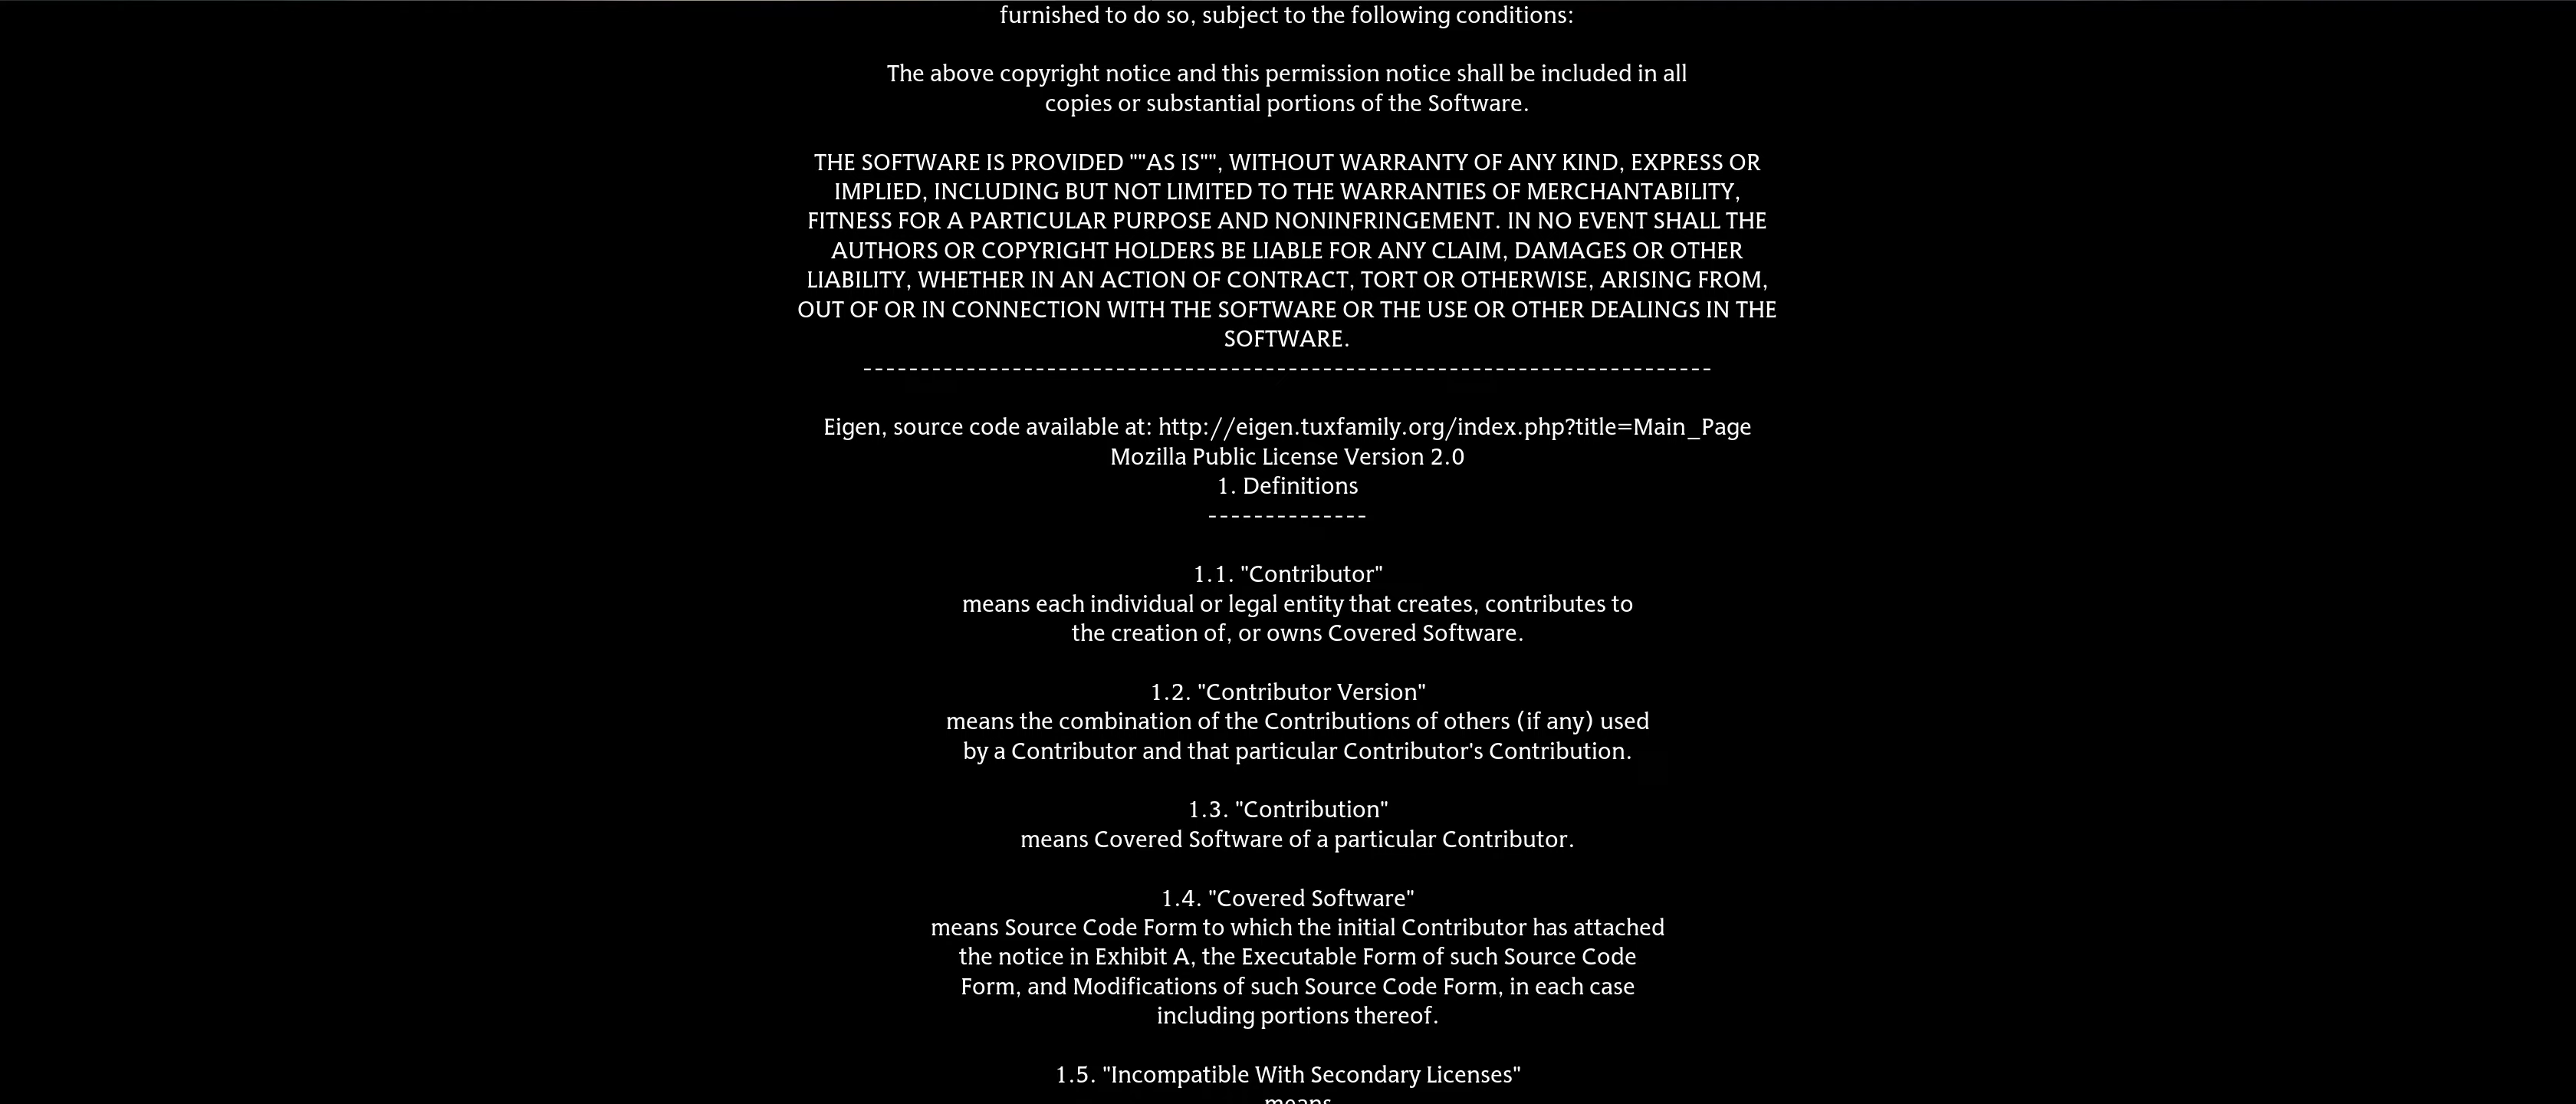 furnished to do so, subject to the following conditions:
The above copyright notice and this permission notice shall be included in all
copies or substantial portions of the Software.
THE SOFTWARE IS PROVIDED ""AS IS"", WITHOUT WARRANTY OF ANY KIND, EXPRESS OR
IMPLIED, INCLUDING BUT NOT LIMITED TO THE WARRANTIES OF MERCHANTABILITY,
FITNESS FOR A PARTICULAR PURPOSE AND NONINFRINGEMENT. IN NO EVENT SHALL THE
AUTHORS OR COPYRIGHT HOLDERS BE LIABLE FOR ANY CLAIM, DAMAGES OR OTHER
LIABILITY, WHETHER IN AN ACTION OF CONTRACT, TORT OR OTHERWISE, ARISING FROM,
OUT OF OR IN CONNECTION WITH THE SOFTWARE OR THE USE OR OTHER DEALINGS IN THE
SOFTWARE.
--------------------------------------------------------------------------
Eigen, source code available at: http://eigen.tuxfamily.org/index.php?title=Main_Page
Mozilla Public License Version 2.0
1. Definitions
--------------
1.1. "Contributor"
means each individual or legal entity that creates, contributes to
the creation of, or owns Covered Software.
1.2. "Contributor Version"
means the combination of the Contributions of others (if any) used
by a Contributor and that particular Contributor's Contribution.
1.3. "Contribution"
means Covered Software of a particular Contributor.
1.4. "Covered Software"
means Source Code Form to which the initial Contributor has attached
the notice in Exhibit A, the Executable Form of such Source Code
Form, and Modifications of such Source Code Form, in each case
including portions thereof.
1.5. "Incompatible With Secondary Licenses"
means